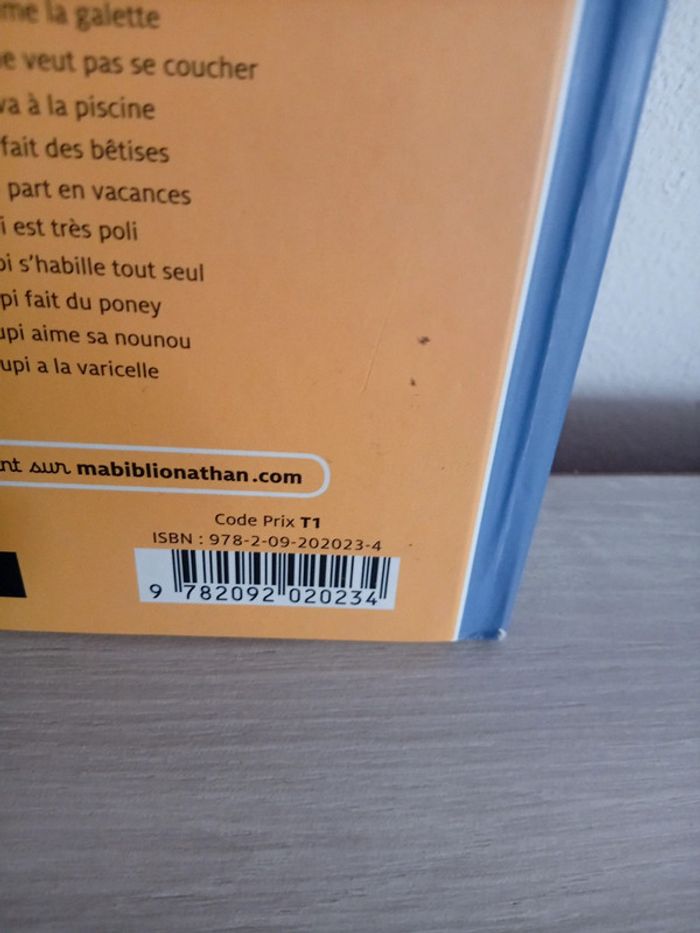 me la galette
e veut pas se coucher
va à la piscine
fait des bêtises
part en vacances
i est très poli
pi s'habille tout seul
pi fait du poney
upi aime sa nounou
upi a la varicelle
nt sur mabiblionathan.com
Code Prix T1
ISBN : 978-2-09-202023-4
9 782092 020234